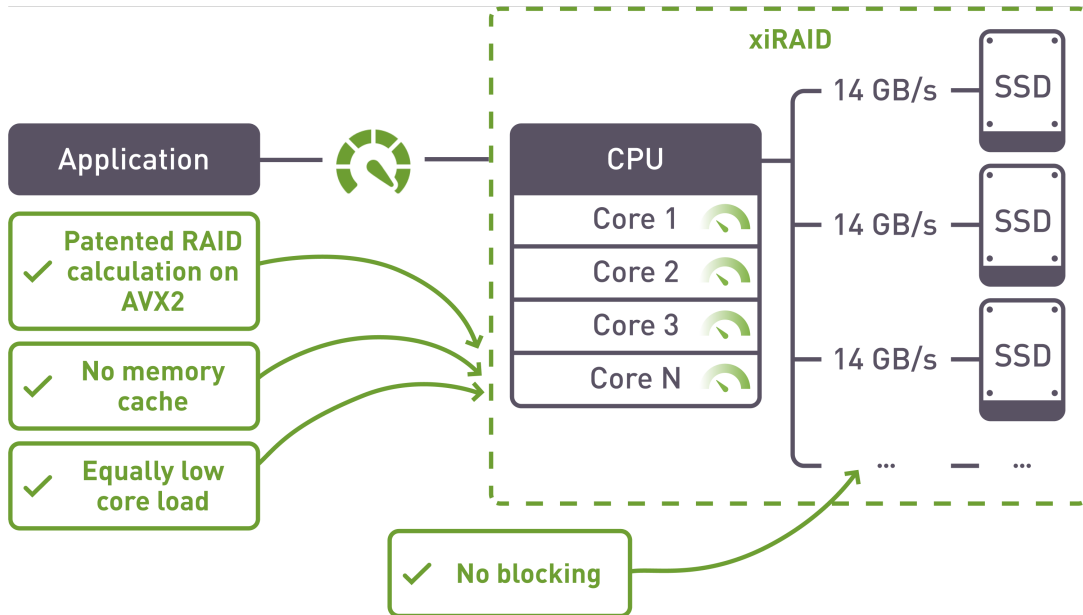 xiRAID
Application
CPU
Core 1
Core 2
Core 3
Core N
14 GB/s
SSD
14 GB/s
SSD
14 GB/s
SSD
...
...
Patented RAID
calculation on
AVX2
No memory
cache
Equally low
core load
No blocking